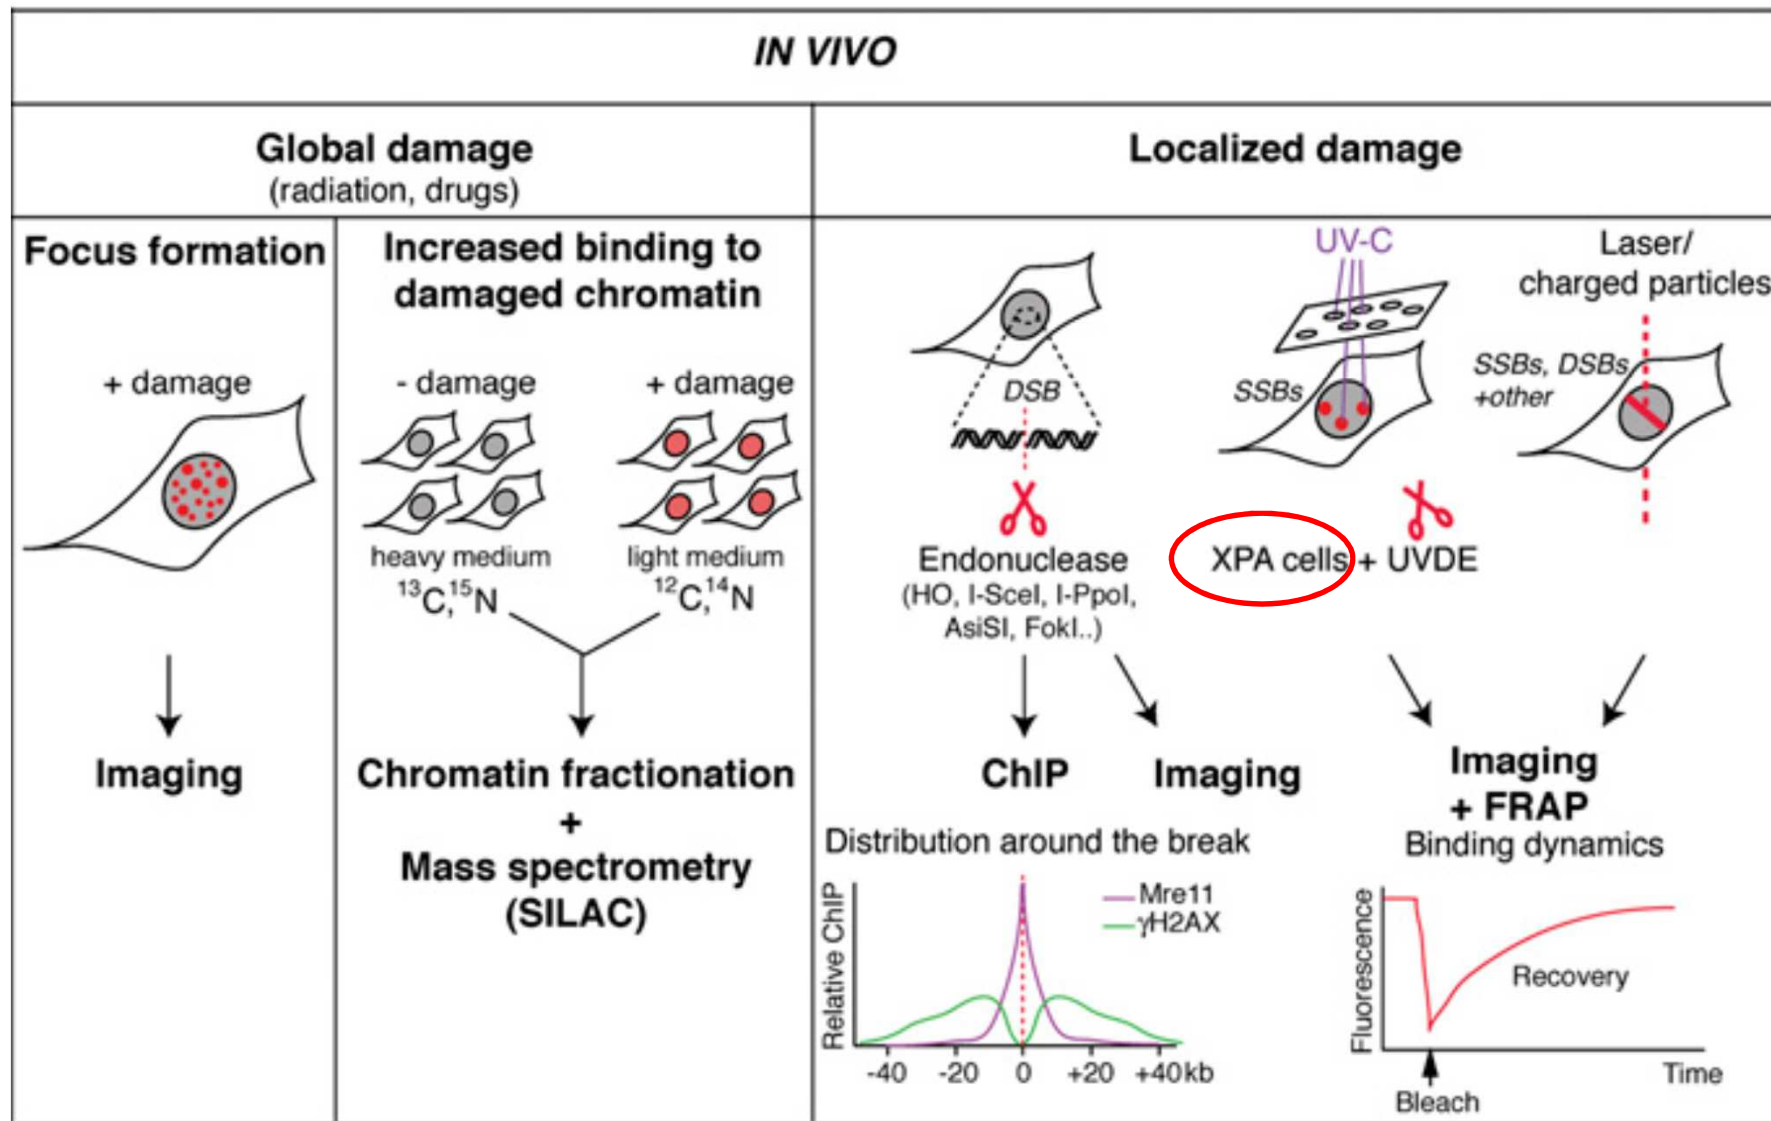 IN VIVO
Global damage
(radiation, drugs)
Localized damage
Focus formation
+ damage
Imaging
Increased binding to
damaged chromatin
- damage
+ damage
heavy medium
¹³C,¹⁵N
light medium
¹²C,¹⁴N
Chromatin fractionation
+
Mass spectrometry
(SILAC)
DSB
Endonuclease
(HO, I-SceI, I-PpoI,
AsiSI, FokI..)
UV-C
SSBs
XPA cells + UVDE
Laser/
charged particles
SSBs, DSBs
+other
ChIP
Imaging
Distribution around the break
Relative ChIP
Mre11
γH2AX
-40 -20 0 +20 +40 kb
Imaging
+ FRAP
Binding dynamics
Fluorescence
Recovery
Time
Bleach